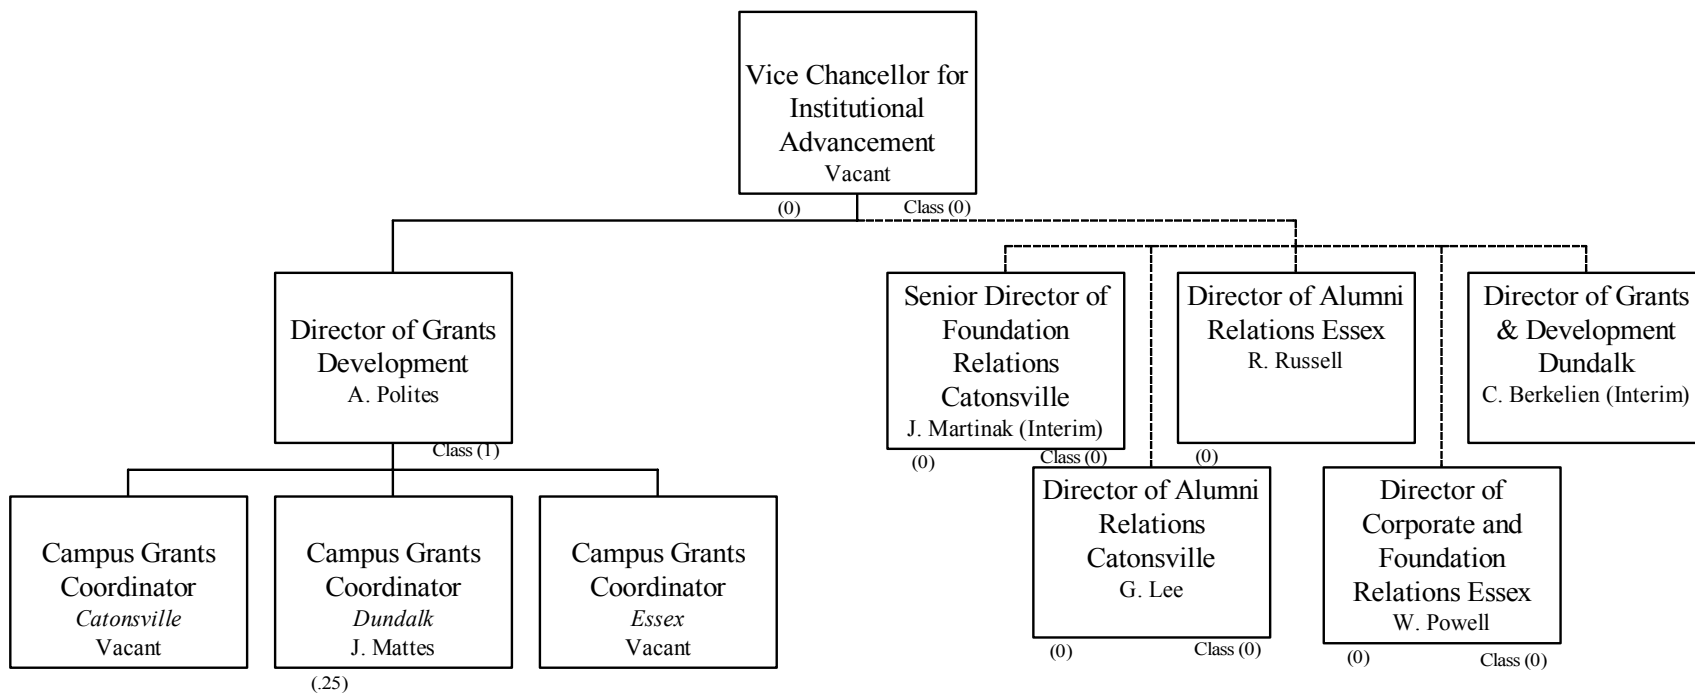 Vice Chancellor for
Institutional
Advancement
Vacant
(0) Class (0)
Director of Grants
Development
A. Polites
Class (1)
Senior Director of
Foundation
Relations
Catonsville
J. Martinak (Interim)
(0) Class (0)
Director of Alumni
Relations Essex
R. Russell
(0)
Director of Grants
& Development
Dundalk
C. Berkelien (Interim)
Campus Grants
Coordinator
Catonsville
Vacant
Campus Grants
Coordinator
Dundalk
J. Mattes
(.25)
Campus Grants
Coordinator
Essex
Vacant
Director of Alumni
Relations
Catonsville
G. Lee
(0) Class (0)
Director of
Corporate and
Foundation
Relations Essex
W. Powell
(0) Class (0)